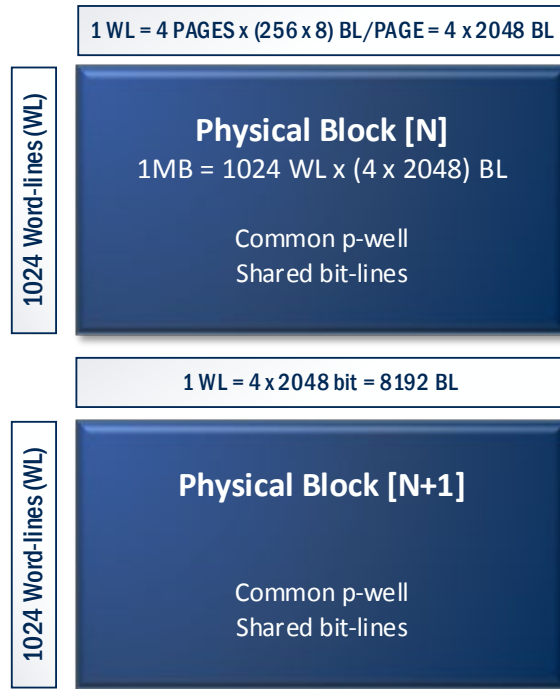 1 WL = 4 PAGES x (256 x 8) BL/PAGE = 4 x 2048 BL
1024 Word-lines (WL)
Physical Block [N]
1MB = 1024 WL x (4 x 2048) BL
Common p-well
Shared bit-lines
1 WL = 4 x 2048 bit = 8192 BL
1024 Word-lines (WL)
Physical Block [N+1]
Common p-well
Shared bit-lines